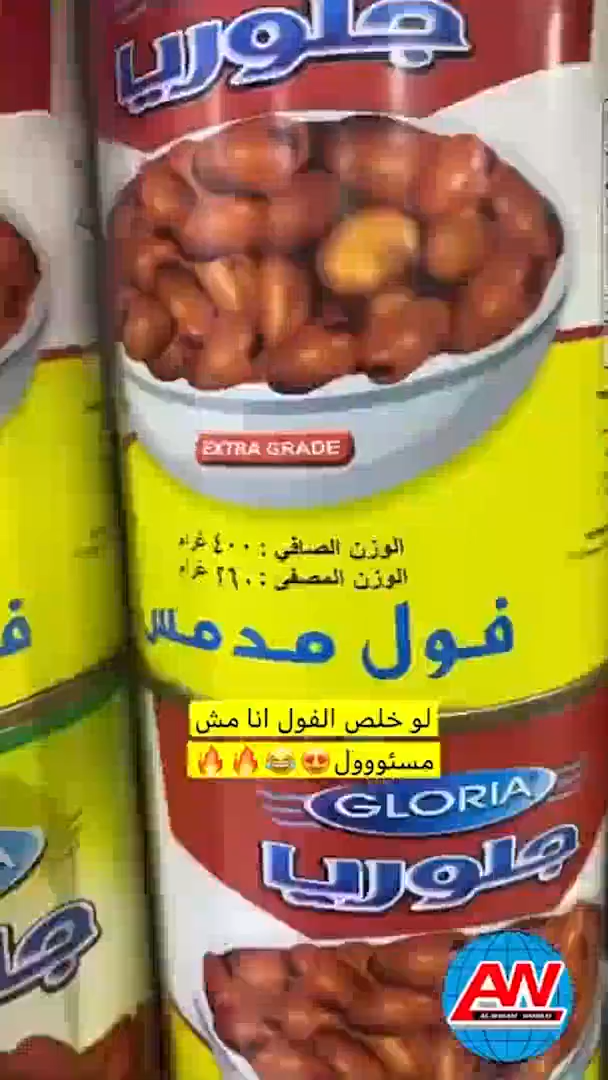 جلوريا
EXTRA GRADE
الوزن الصافي : ٤٠٠ غرام
الوزن المصفى : ٢٦٠ غرام
فول مدمس
لو خلص الفول انا مش
مسئووول😍😂🔥🔥
GLORIA
جلوريا
AW